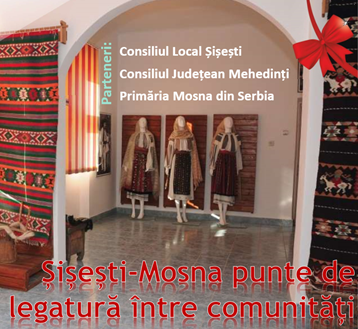 Parteneri:
Consiliul Local Șișești
Consiliul Județean Mehedinți
Primăria Mosna din Serbia
Șișești-Mosna punte de
legatură între comunități